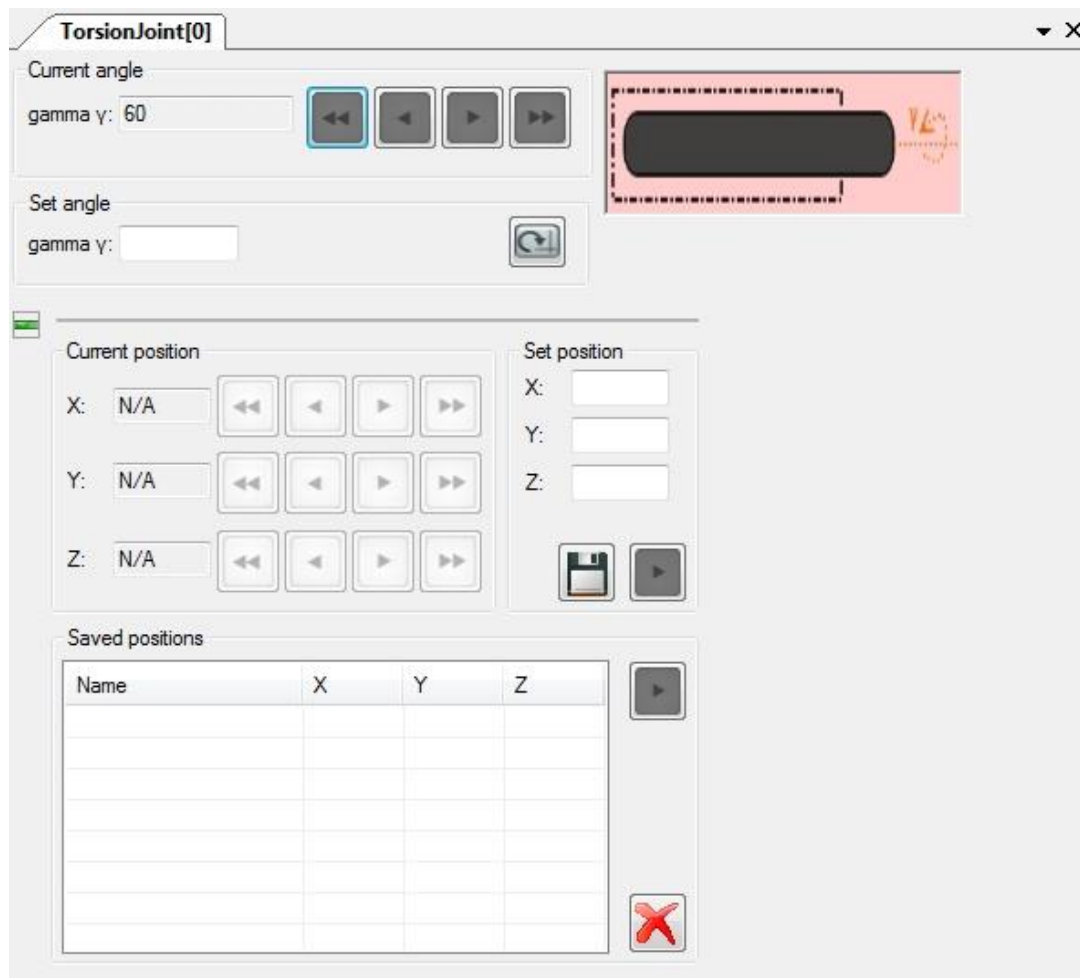 TorsionJoint[0]
Current angle
gamma γ: 60
Set angle
gamma γ:
Current position
X: N/A
Y: N/A
Z: N/A
Set position
X:
Y:
Z:
Saved positions
Name X Y Z